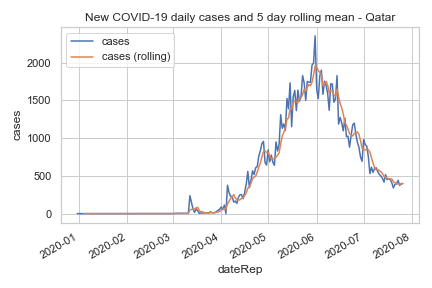 New COVID-19 daily cases and 5 day rolling mean - Qatar
cases
cases (rolling)
cases
2000
1500
1000
500
0
2020-01
2020-02
2020-03
2020-04
2020-05
2020-06
2020-07
2020-08
dateRep